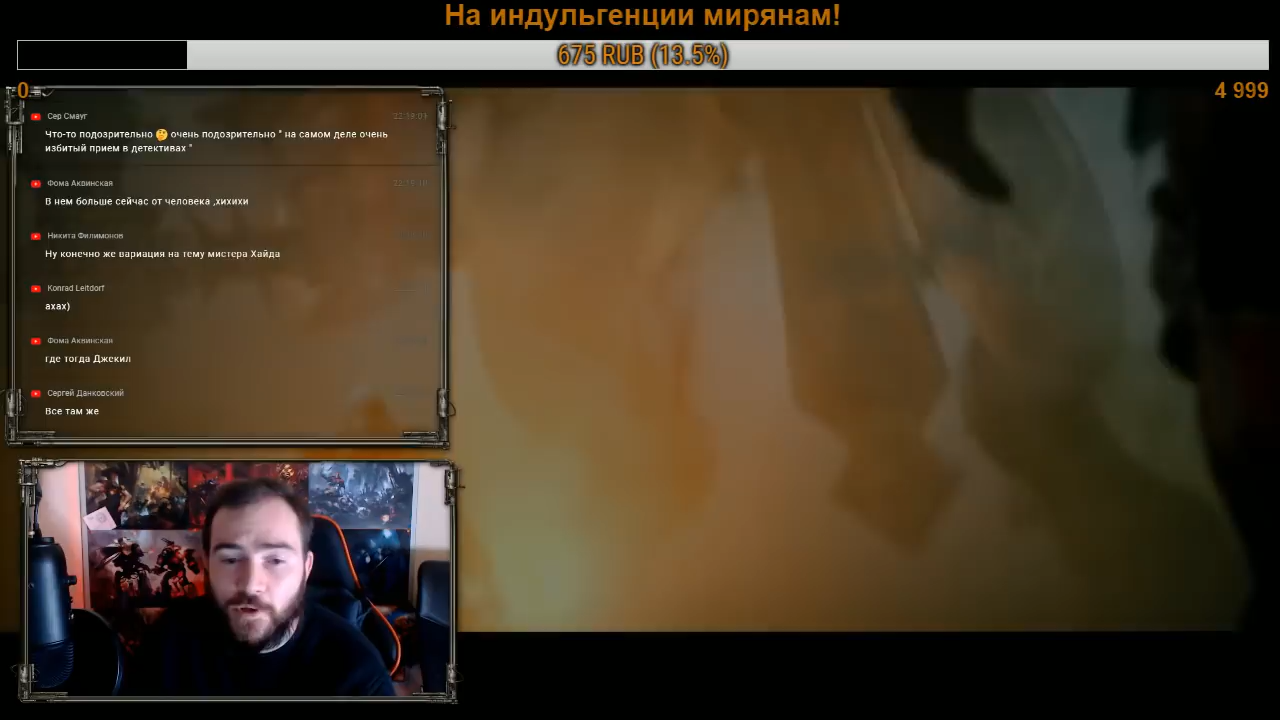 На индульгенции мирянам!
675 RUB (13.5%)
0
4 999
Сер Смауг 22:19:01
Что-то подозрительно 🤔 очень подозрительно " на самом деле очень
избитый прием в детективах "
Фома Аквинская
В нем больше сейчас от человека ,хихихи
Никита Филимонов
Ну конечно же вариация на тему мистера Хайда
Konrad Leitdorf
ахах)
Фома Аквинская
где тогда Джекил
Сергей Данковский
Все там же